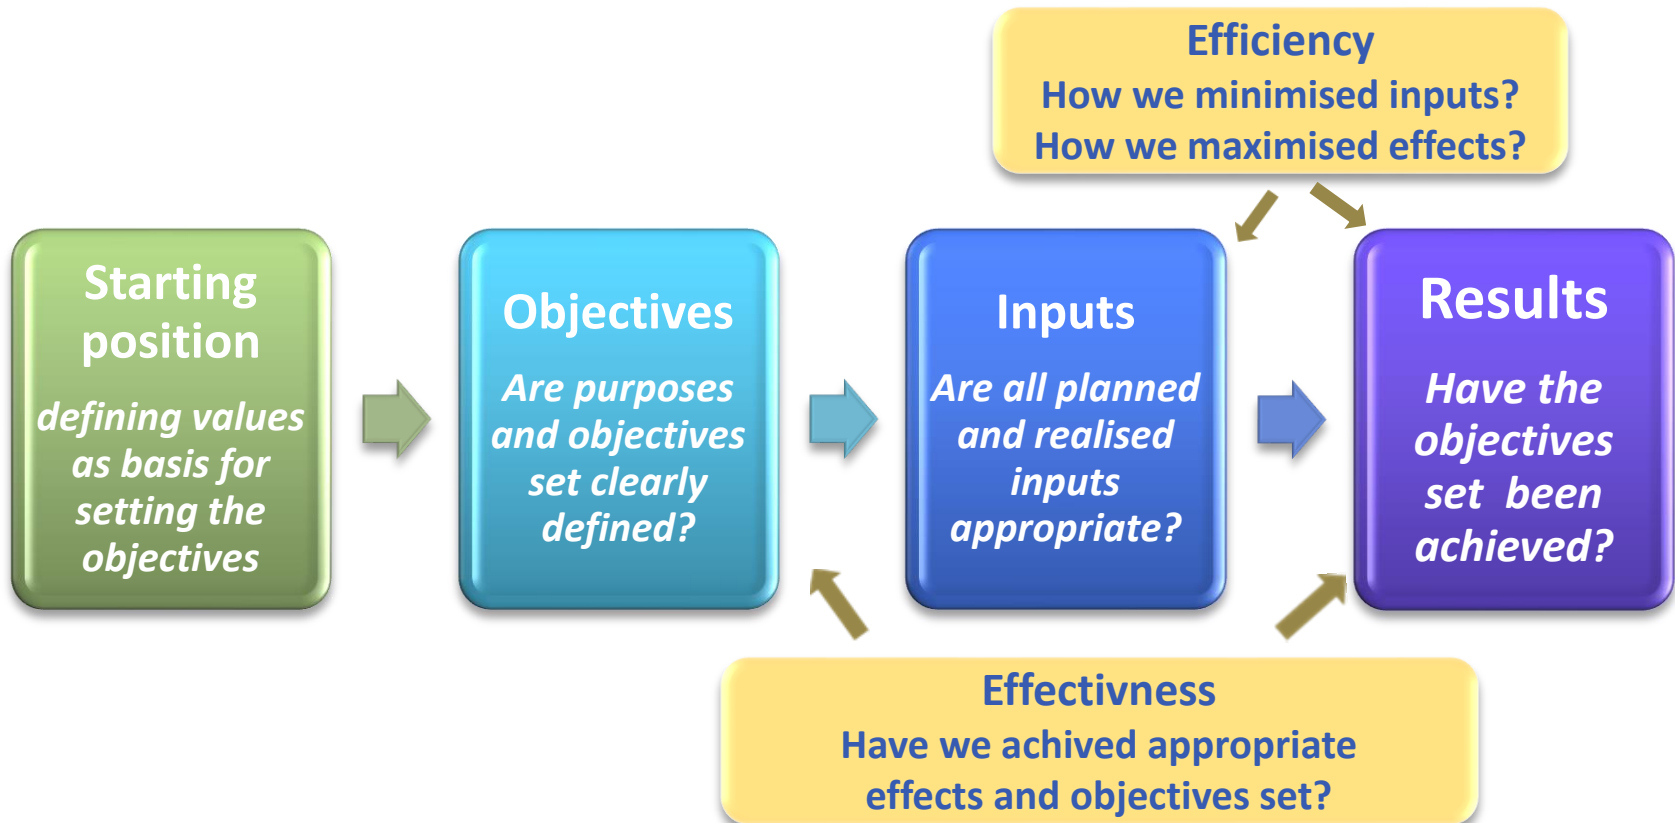 Efficiency
How we minimised inputs?
How we maximised effects?
Starting
position
defining values
as basis for
setting the
objectives
Objectives
Are purposes
and objectives
set clearly
defined?
Inputs
Are all planned
and realised
inputs
appropriate?
Results
Have the
objectives
set  been
achieved?
Effectivness
Have we achived appropriate
effects and objectives set?